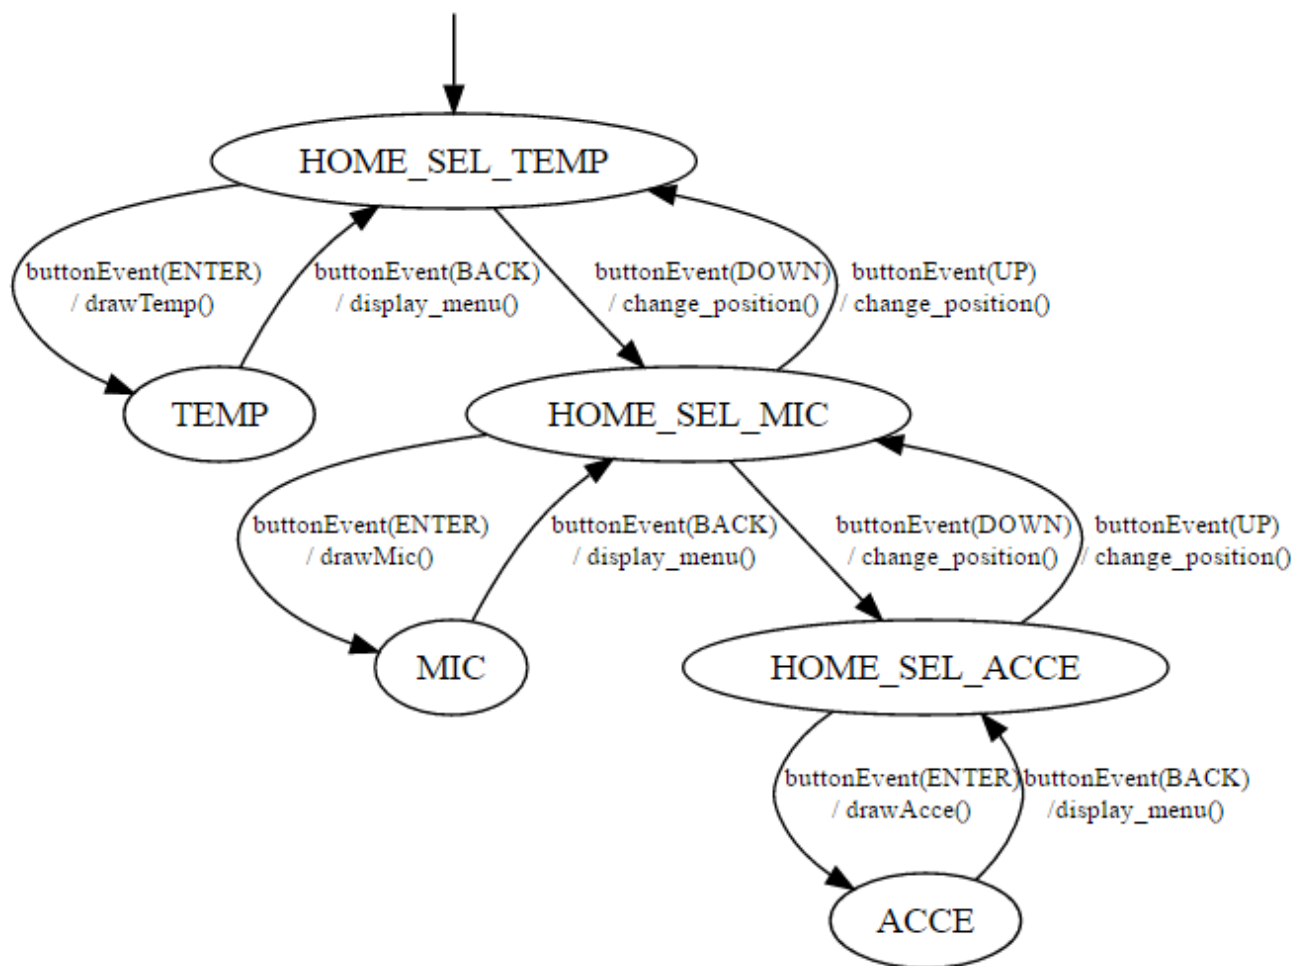 HOME_SEL_TEMP
buttonEvent(ENTER)
/ drawTemp()
buttonEvent(BACK)
/ display_menu()
buttonEvent(DOWN)
/ change_position()
buttonEvent(UP)
/ change_position()
TEMP
HOME_SEL_MIC
buttonEvent(ENTER)
/ drawMic()
buttonEvent(BACK)
/ display_menu()
buttonEvent(DOWN)
/ change_position()
buttonEvent(UP)
/ change_position()
MIC
HOME_SEL_ACCE
buttonEvent(ENTER)
/ drawAcce()
buttonEvent(BACK)
/display_menu()
ACCE